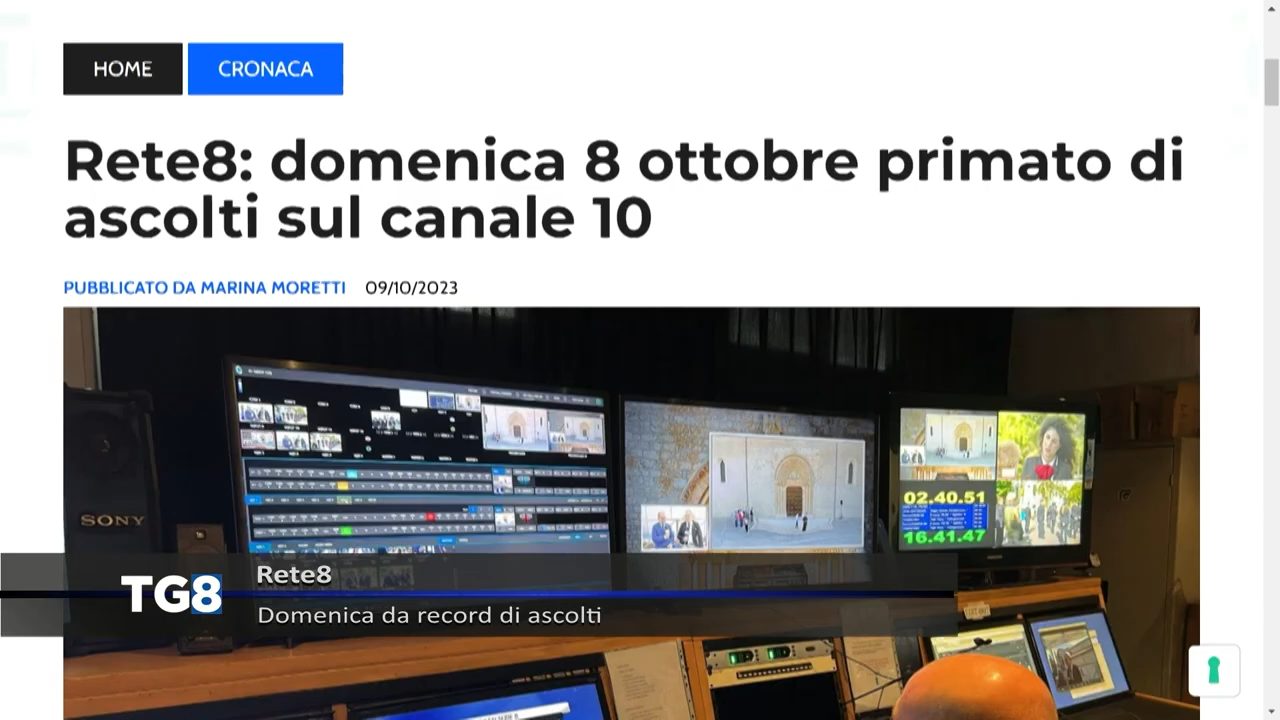 HOME
CRONACA
Rete8: domenica 8 ottobre primato di
ascolti sul canale 10
PUBBLICATO DA MARINA MORETTI 09/10/2023
SONY
02.40.51
16.41.47
TG8
Rete8
Domenica da record di ascolti